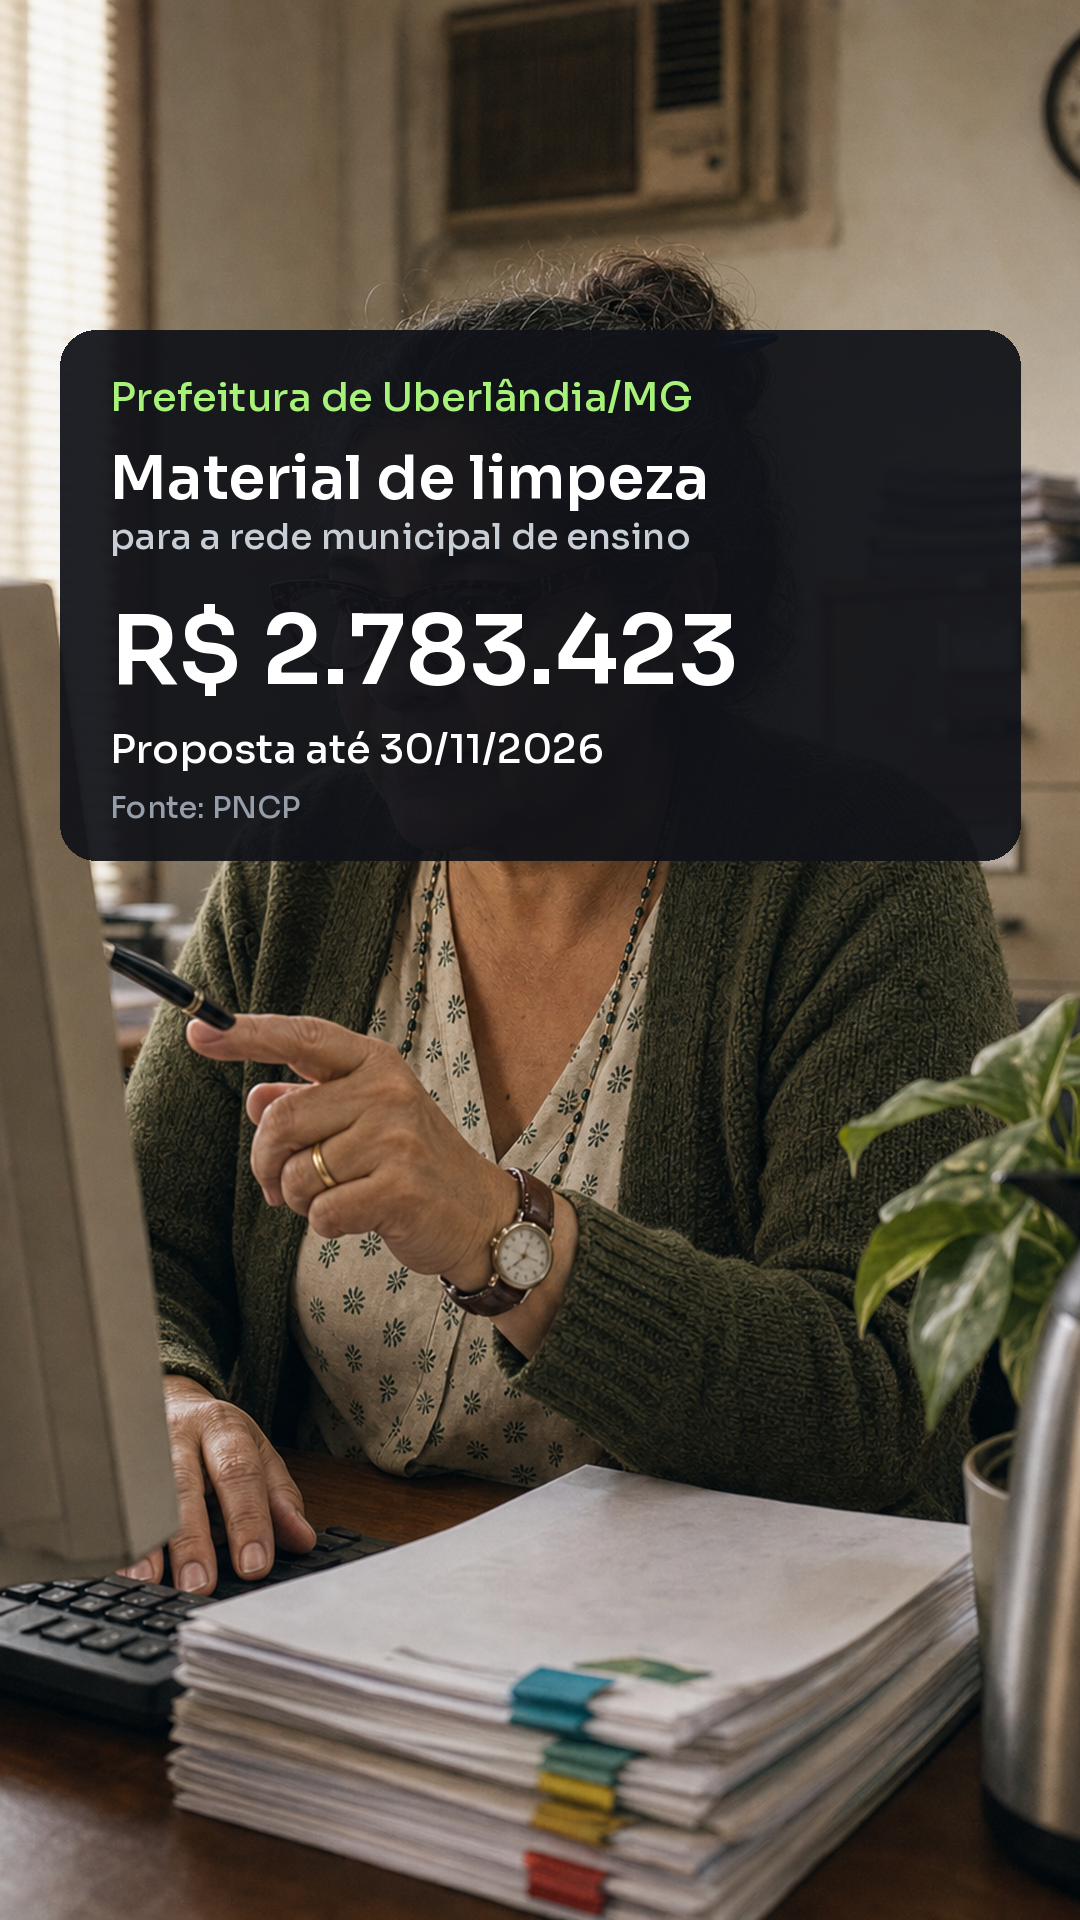 Prefeitura de Uberlândia/MG
Material de limpeza
para a rede municipal de ensino
R$ 2.783.423
Proposta até 30/11/2026
Fonte: PNCP